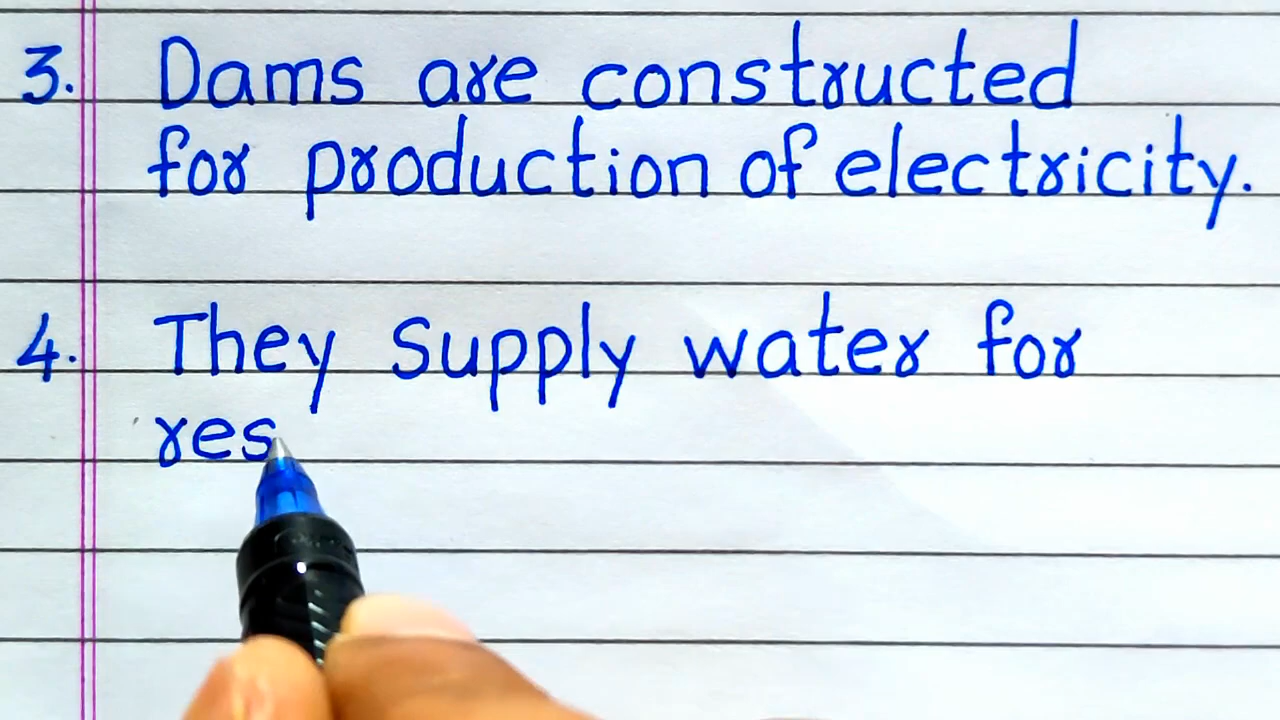 3. Dams are constructed
for production of electricity.
4. They supply water for
res